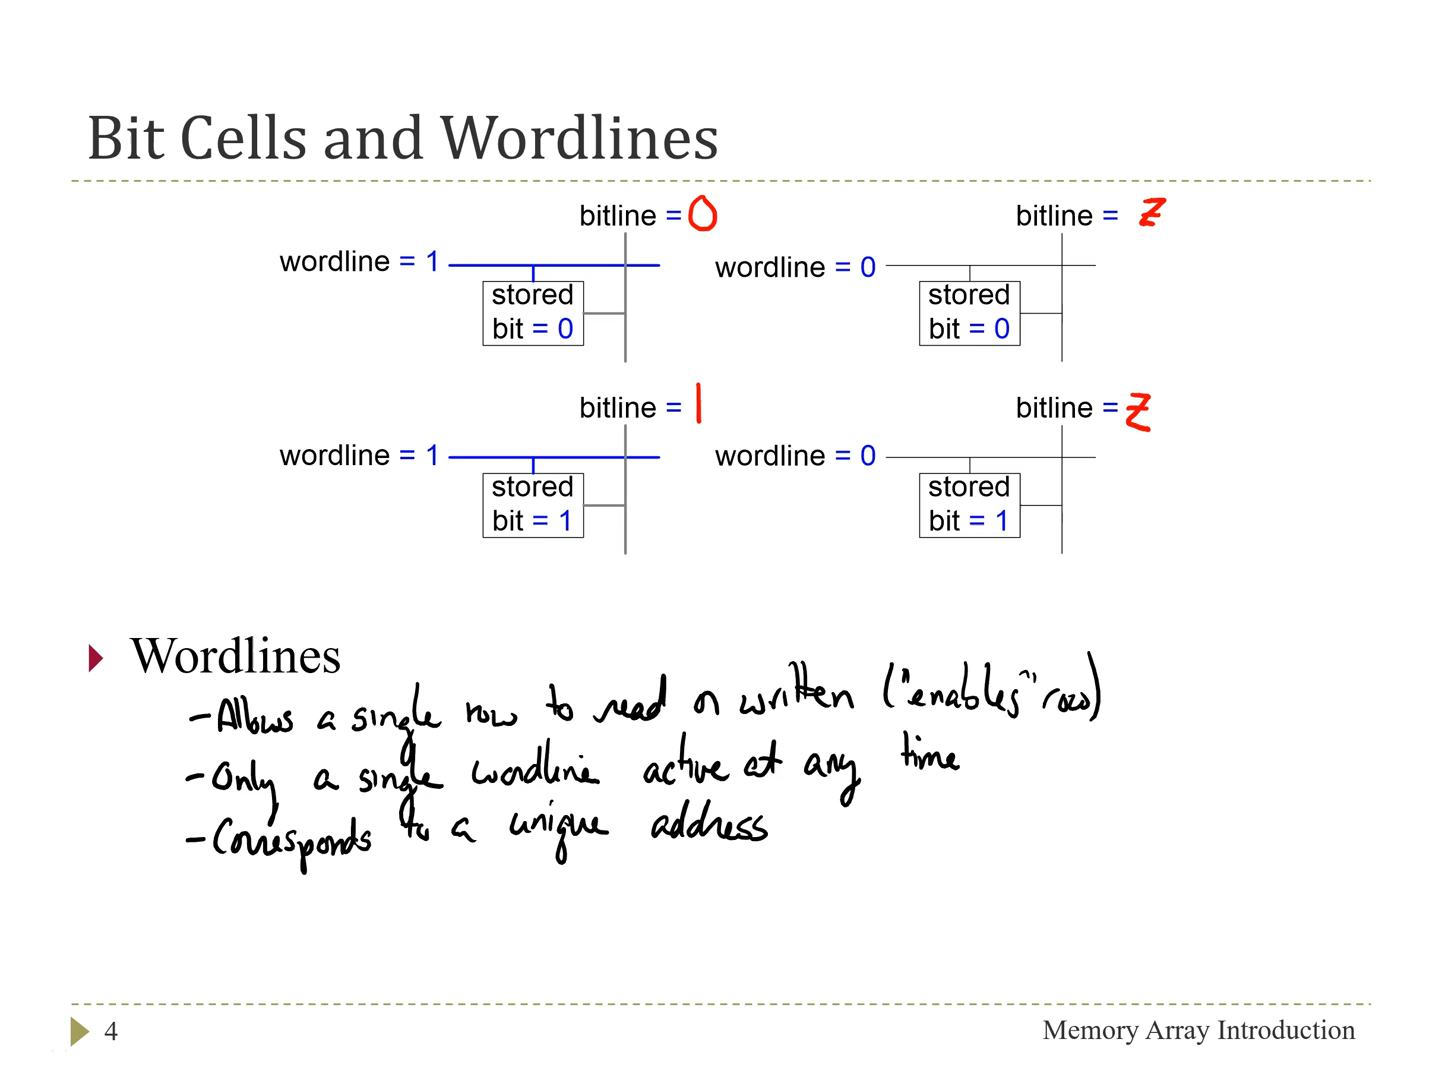 Bit Cells and Wordlines
bitline = 0
bitline = Z
wordline = 1
wordline = 0
stored
bit = 0
stored
bit = 0
bitline = 1
bitline = Z
wordline = 1
wordline = 0
stored
bit = 1
stored
bit = 1
Wordlines
- Allows a single row to read or written ("enables" row)
- Only a single wordline active at any time
- Corresponds to a unique address
4
Memory Array Introduction